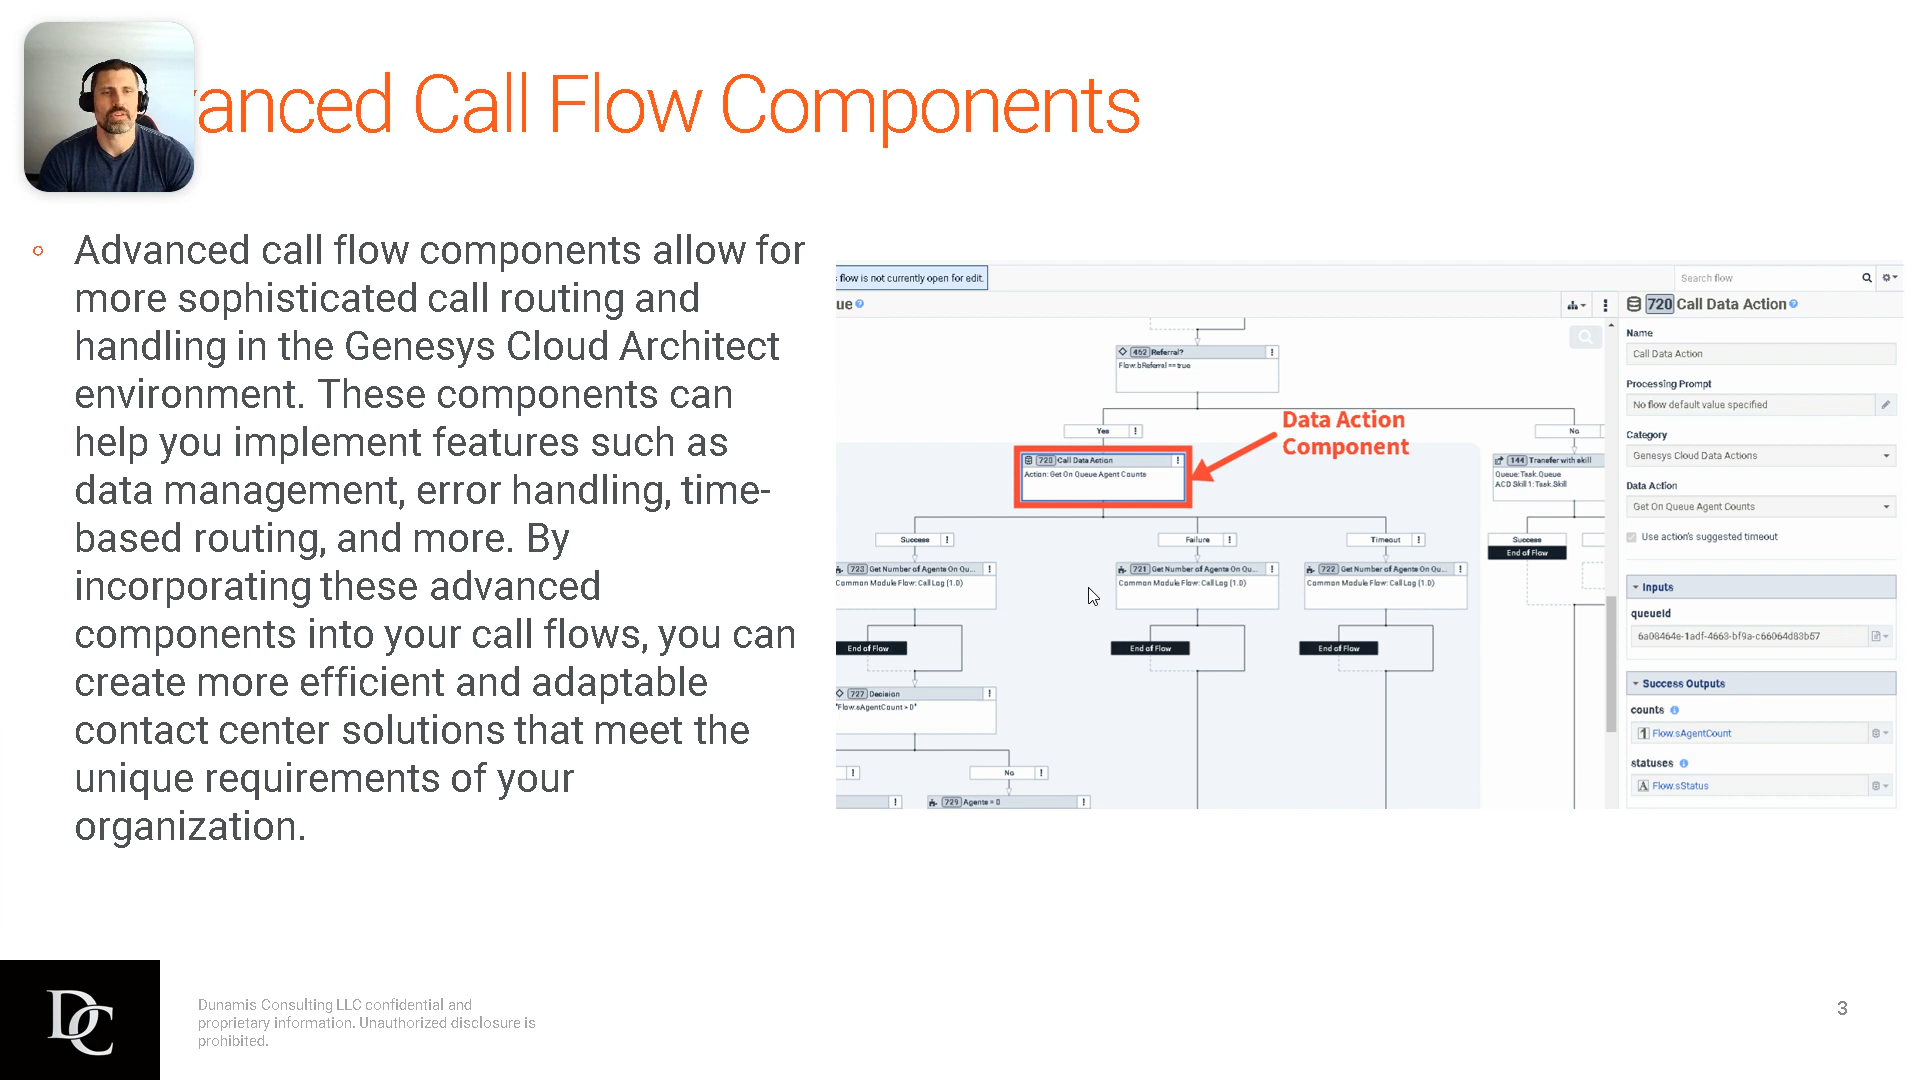 vanced Call Flow Components
Advanced call flow components allow for
more sophisticated call routing and
handling in the Genesys Cloud Architect
environment. These components can
help you implement features such as
data management, error handling, time-
based routing, and more. By
incorporating these advanced
components into your call flows, you can
create more efficient and adaptable
contact center solutions that meet the
unique requirements of your
organization.
flow is not currently open for edit.
Search flow
ue
720 Call Data Action
Name
Call Data Action
Processing Prompt
No flow default value specified
Category
Genesys Cloud Data Actions
Data Action
Get On Queue Agent Counts
Use action's suggested timeout
Inputs
queueId
6a08464e-1adf-4663-bf9a-c66064d83b57
Success Outputs
counts
1 Flow.sAgentCount
statuses
A Flow.sStatus
462 Referral?
Flow.bReferral == true
Yes
No
Data Action
Component
720 Call Data Action
Action: Get On Queue Agent Counts
144 Transfer with skill
Queue: Task.Queue
ACD Skill 1: Task.Skill
Success
Failure
Timeout
Success
End of Flow
723 Get Number of Agents On Qu...
Common Module Flow: CallLog (1.0)
721 Get Number of Agents On Qu...
Common Module Flow: CallLog (1.0)
722 Get Number of Agents On Qu...
Common Module Flow: CallLog (1.0)
End of Flow
End of Flow
End of Flow
727 Decision
"Flow.sAgentCount > 0"
No
729 Agents = 0
DC
Dunamis Consulting LLC confidential and
proprietary information. Unauthorized disclosure is
prohibited.
3